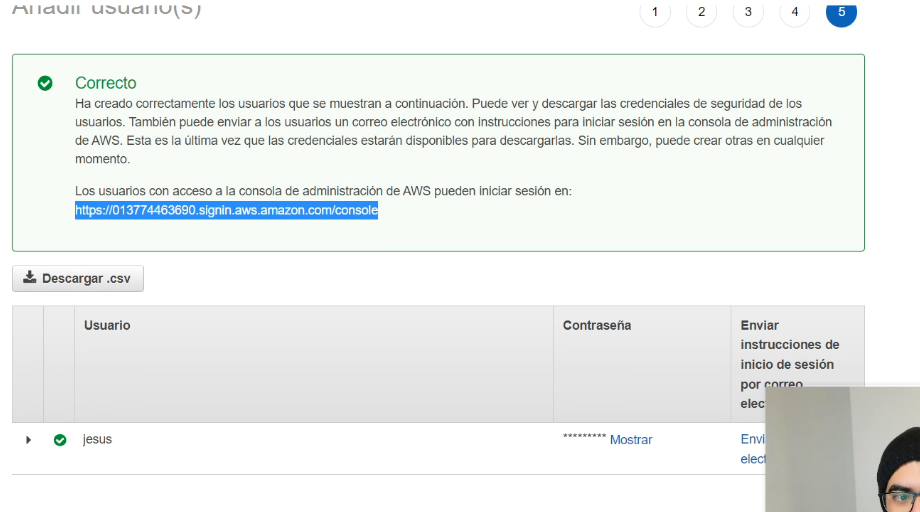 Añadir usuario(s)
1 2 3 4 5
Correcto
Ha creado correctamente los usuarios que se muestran a continuación. Puede ver y descargar las credenciales de seguridad de los
usuarios. También puede enviar a los usuarios un correo electrónico con instrucciones para iniciar sesión en la consola de administración
de AWS. Esta es la última vez que las credenciales estarán disponibles para descargarlas. Sin embargo, puede crear otras en cualquier
momento.
Los usuarios con acceso a la consola de administración de AWS pueden iniciar sesión en:
https://013774463690.signin.aws.amazon.com/console
Descargar .csv
Usuario
Contraseña
Enviar
instrucciones de
inicio de sesión
por correo
elec
jesus
********* Mostrar
Envi
elect